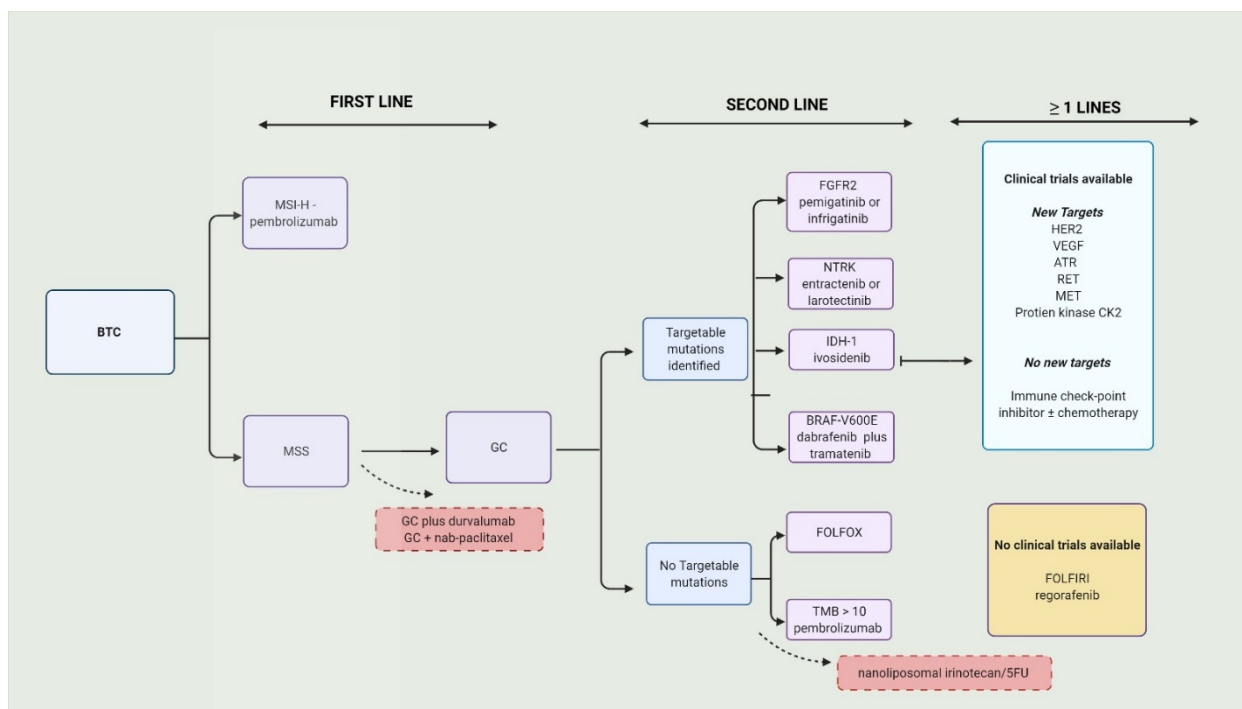 FIRST LINE
SECOND LINE
≥ 1 LINES
BTC
MSI-H -
pembrolizumab
MSS
GC
GC plus durvalumab
GC + nab-paclitaxel
Targetable
mutations
identified
No Targetable
mutations
FGFR2
pemigatinib or
infrigatinib
NTRK
entractenib or
larotectinib
IDH-1
ivosidenib
BRAF-V600E
dabrafenib plus
tramatenib
FOLFOX
TMB > 10
pembrolizumab
nanoliposomal irinotecan/5FU
Clinical trials available
New Targets
HER2
VEGF
ATR
RET
MET
Protien kinase CK2
No new targets
Immune check-point
inhibitor ± chemotherapy
No clinical trials available
FOLFIRI
regorafenib